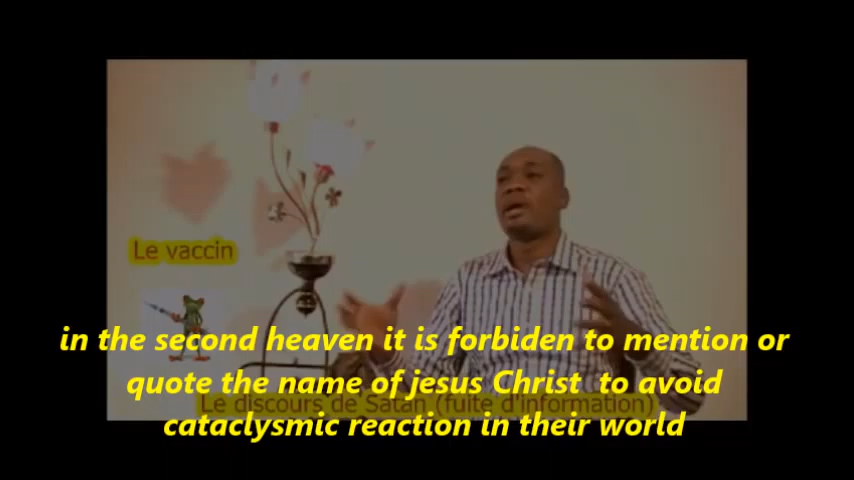 Le vaccin
in the second heaven it is forbiden to mention or
quote the name of jesus Christ to avoid
Le discours de Satan (fuite d'information)
cataclysmic reaction in their world